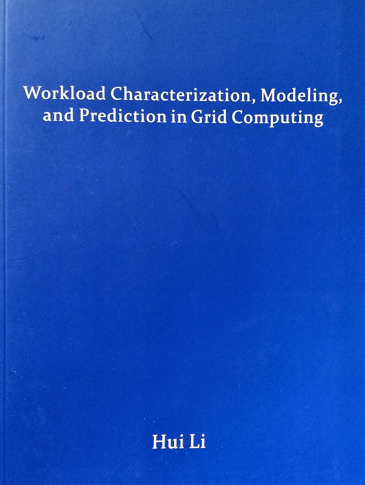 Workload Characterization, Modeling,
and Prediction in Grid Computing
Hui Li